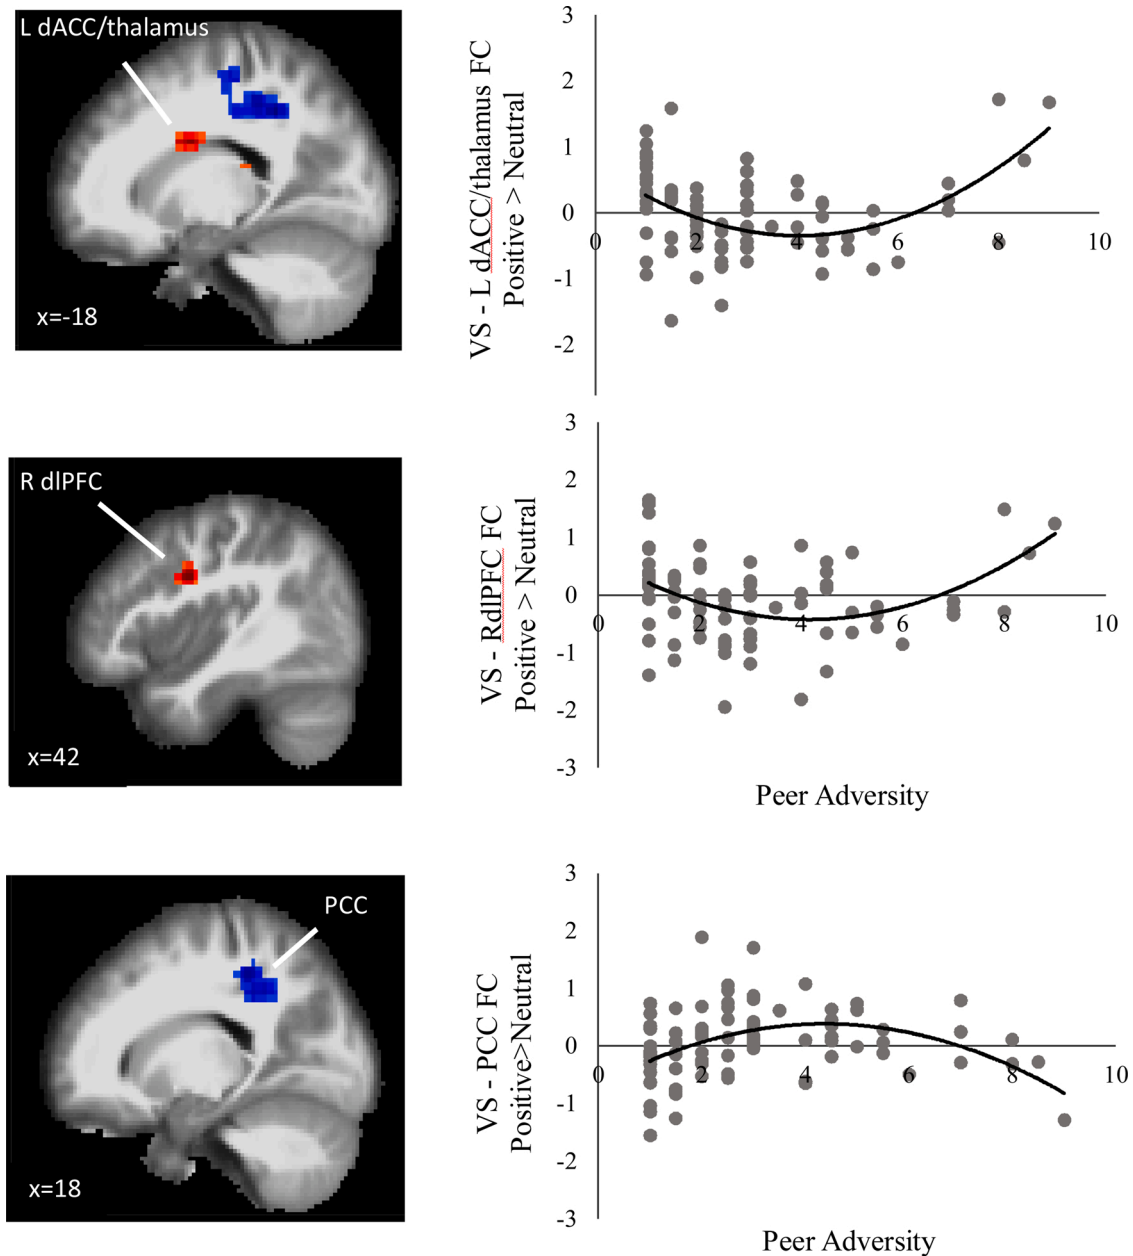 L dACC/thalamus
x=-18
VS - L dACC/thalamus FC
Positive > Neutral
3
2
1
0
-1
-2
0
2
4
6
8
10
R dlPFC
x=42
VS - RdlPFC FC
Positive > Neutral
3
2
1
0
-1
-2
-3
0
2
4
6
8
10
Peer Adversity
PCC
x=18
VS - PCC FC
Positive>Neutral
3
2
1
0
-1
-2
-3
0
2
4
6
8
10
Peer Adversity